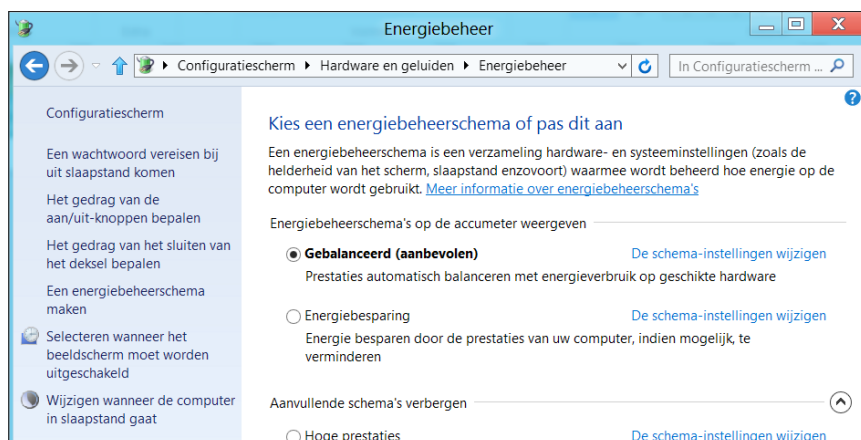 Energiebeheer
Configuratiescherm Hardware en geluiden Energiebeheer
In Configuratiescherm ...
Configuratiescherm
Een wachtwoord vereisen bij
uit slaapstand komen
Het gedrag van de
aan/uit-knoppen bepalen
Het gedrag van het sluiten van
het deksel bepalen
Een energiebeheerschema
maken
Selecteren wanneer het
beeldscherm moet worden
uitgeschakeld
Wijzigen wanneer de computer
in slaapstand gaat
Kies een energiebeheerschema of pas dit aan
Een energiebeheerschema is een verzameling hardware- en systeeminstellingen (zoals de
helderheid van het scherm, slaapstand enzovoort) waarmee wordt beheerd hoe energie op de
computer wordt gebruikt. Meer informatie over energiebeheerschema's
Energiebeheerschema's op de accumeter weergeven
Gebalanceerd (aanbevolen) De schema-instellingen wijzigen
Prestaties automatisch balanceren met energieverbruik op geschikte hardware
Energiebesparing De schema-instellingen wijzigen
Energie besparen door de prestaties van uw computer, indien mogelijk, te
verminderen
Aanvullende schema's verbergen
Hoge prestaties De schema-instellingen wijzigen